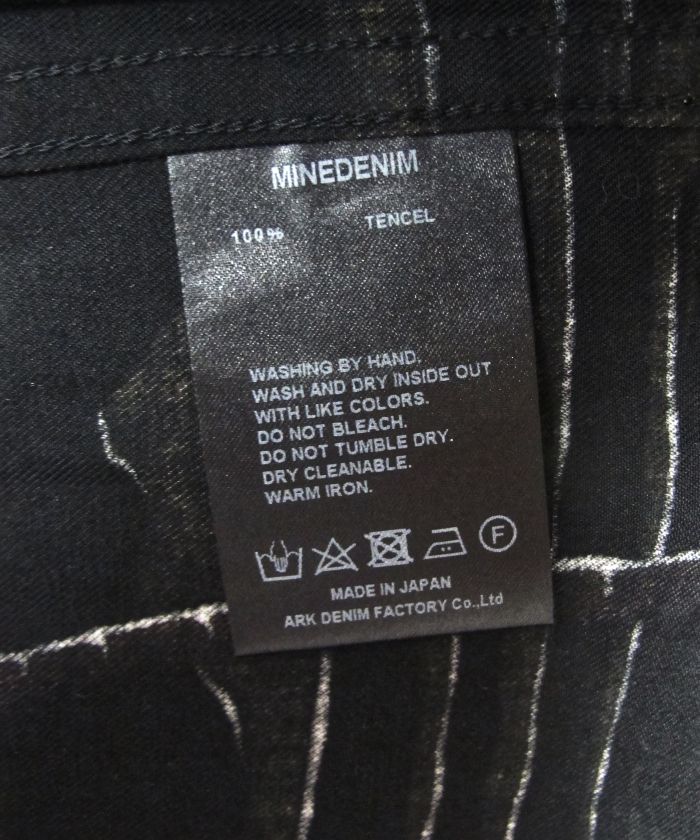 MINEDENIM
100% TENCEL
WASHING BY HAND.
WASH AND DRY INSIDE OUT
WITH LIKE COLORS.
DO NOT BLEACH.
DO NOT TUMBLE DRY.
DRY CLEANABLE.
WARM IRON.
F
MADE IN JAPAN
ARK DENIM FACTORY Co.,Ltd